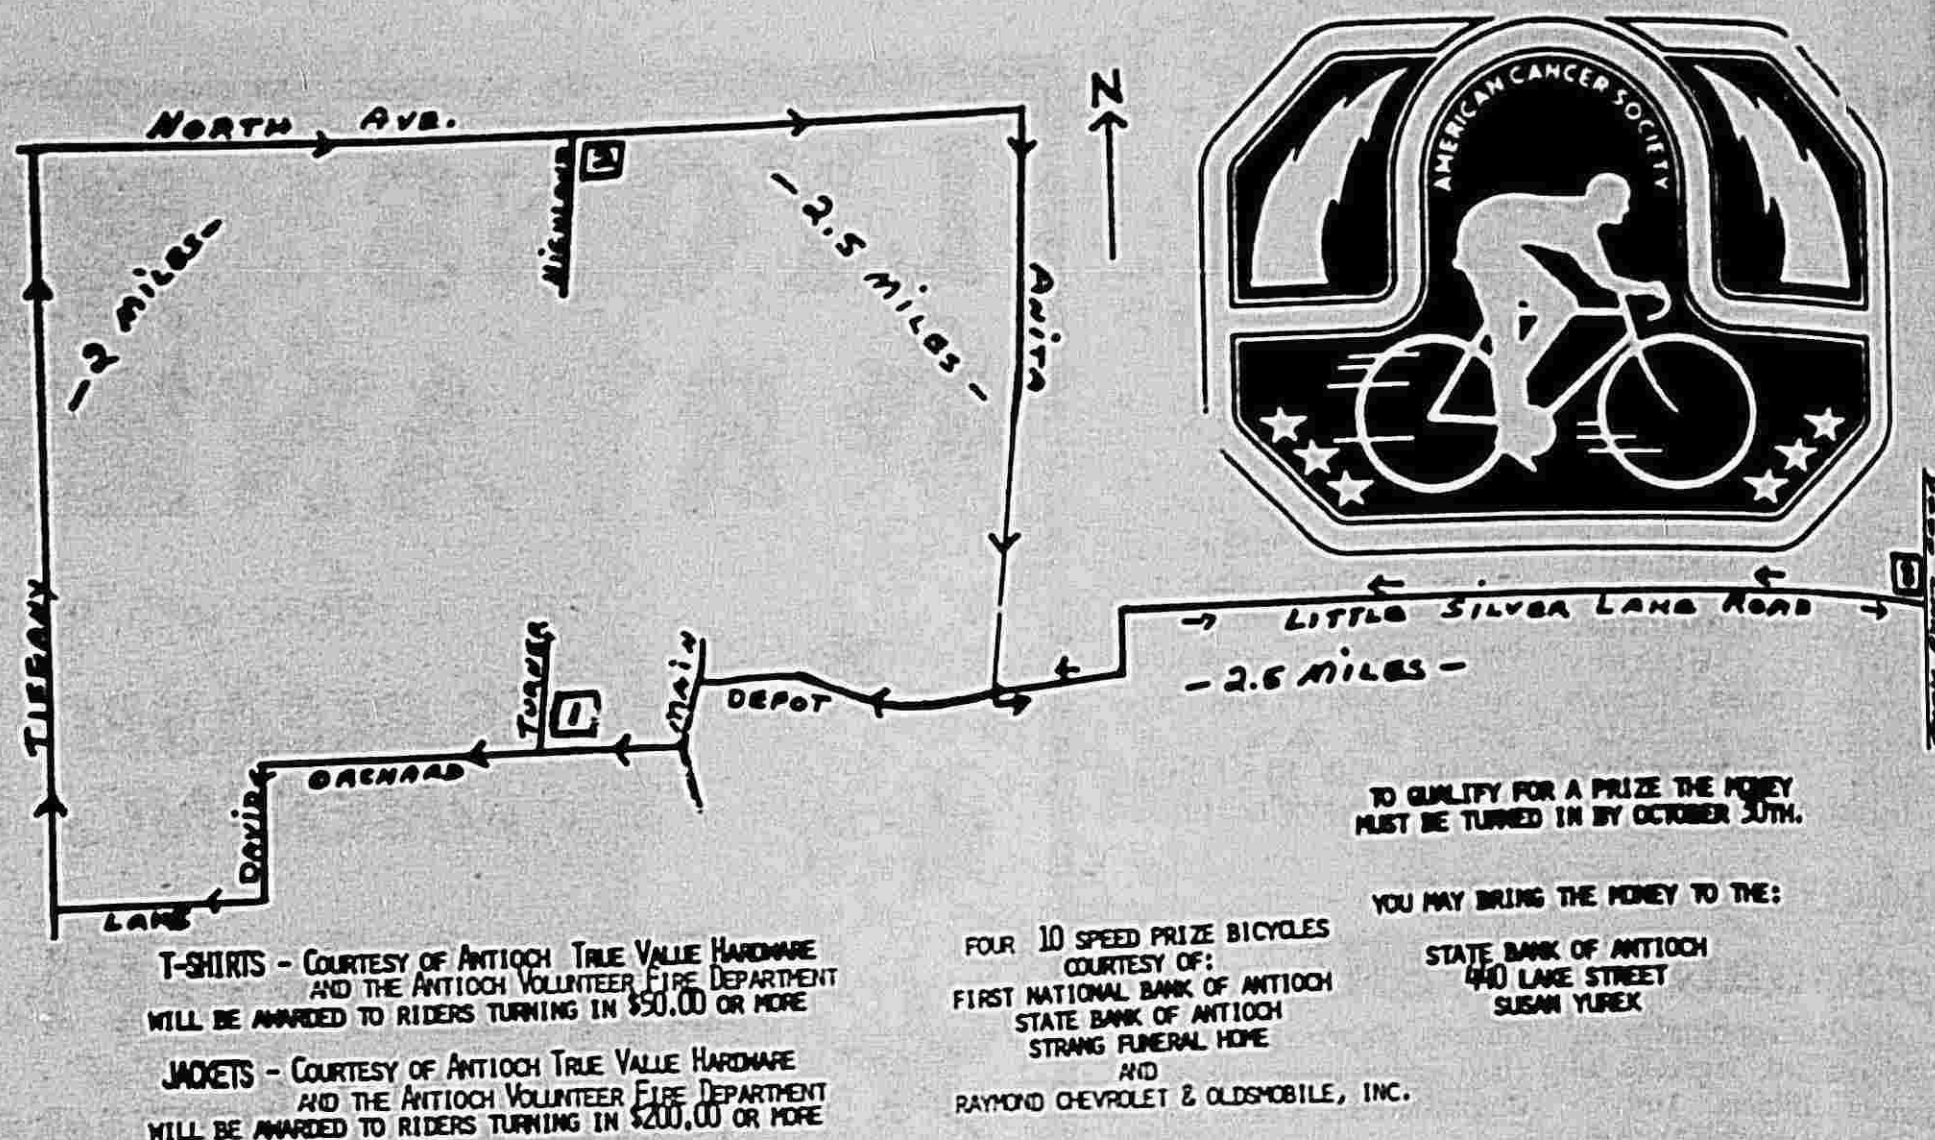 NORTH AVE.
N
AMERICAN CANCER SOCIETY
HIGHLAND
- 2 MILES -
- 2.5 MILES -
ANITA
TIFFANY
LITTLE SILVER LAKE ROAD
TURNER
1
MAIN
DEPOT
ORCHARD
DAVID
LAKE
TO QUALIFY FOR A PRIZE THE MONEY
MUST BE TURNED IN BY OCTOBER 30TH.
YOU MAY BRING THE MONEY TO THE:
STATE BANK OF ANTIOCH
440 LAKE STREET
SUSAN YUREK
T-SHIRTS - COURTESY OF ANTIOCH TRUE VALUE HARDWARE
AND THE ANTIOCH VOLUNTEER FIRE DEPARTMENT
WILL BE AWARDED TO RIDERS TURNING IN $50.00 OR MORE
JACKETS - COURTESY OF ANTIOCH TRUE VALUE HARDWARE
AND THE ANTIOCH VOLUNTEER FIRE DEPARTMENT
WILL BE AWARDED TO RIDERS TURNING IN $200.00 OR MORE
FOUR 10 SPEED PRIZE BICYCLES
COURTESY OF:
FIRST NATIONAL BANK OF ANTIOCH
STATE BANK OF ANTIOCH
STRANG FUNERAL HOME
AND
RAYMOND CHEVROLET & OLDSMOBILE, INC.